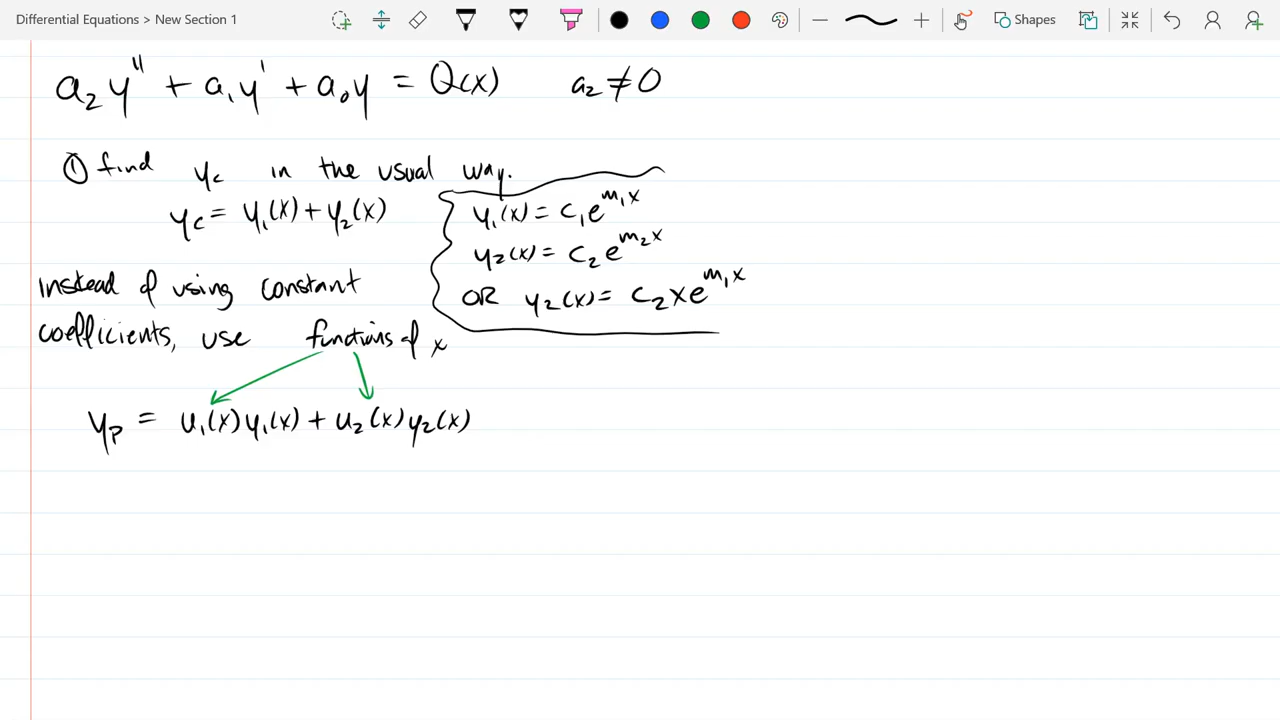 Differential Equations > New Section 1
Shapes
a₂y'' + a₁y' + a₀y = Q(x) a₂ ≠ 0
① find y_c in the usual way.
y_c = y₁(x) + y₂(x)
y₁(x) = c₁e^{m₁x}
y₂(x) = c₂e^{m₂x}
OR y₂(x) = c₂xe^{m₁x}
instead of using constant
coefficients, use functions of x
y_p = u₁(x)y₁(x) + u₂(x)y₂(x)